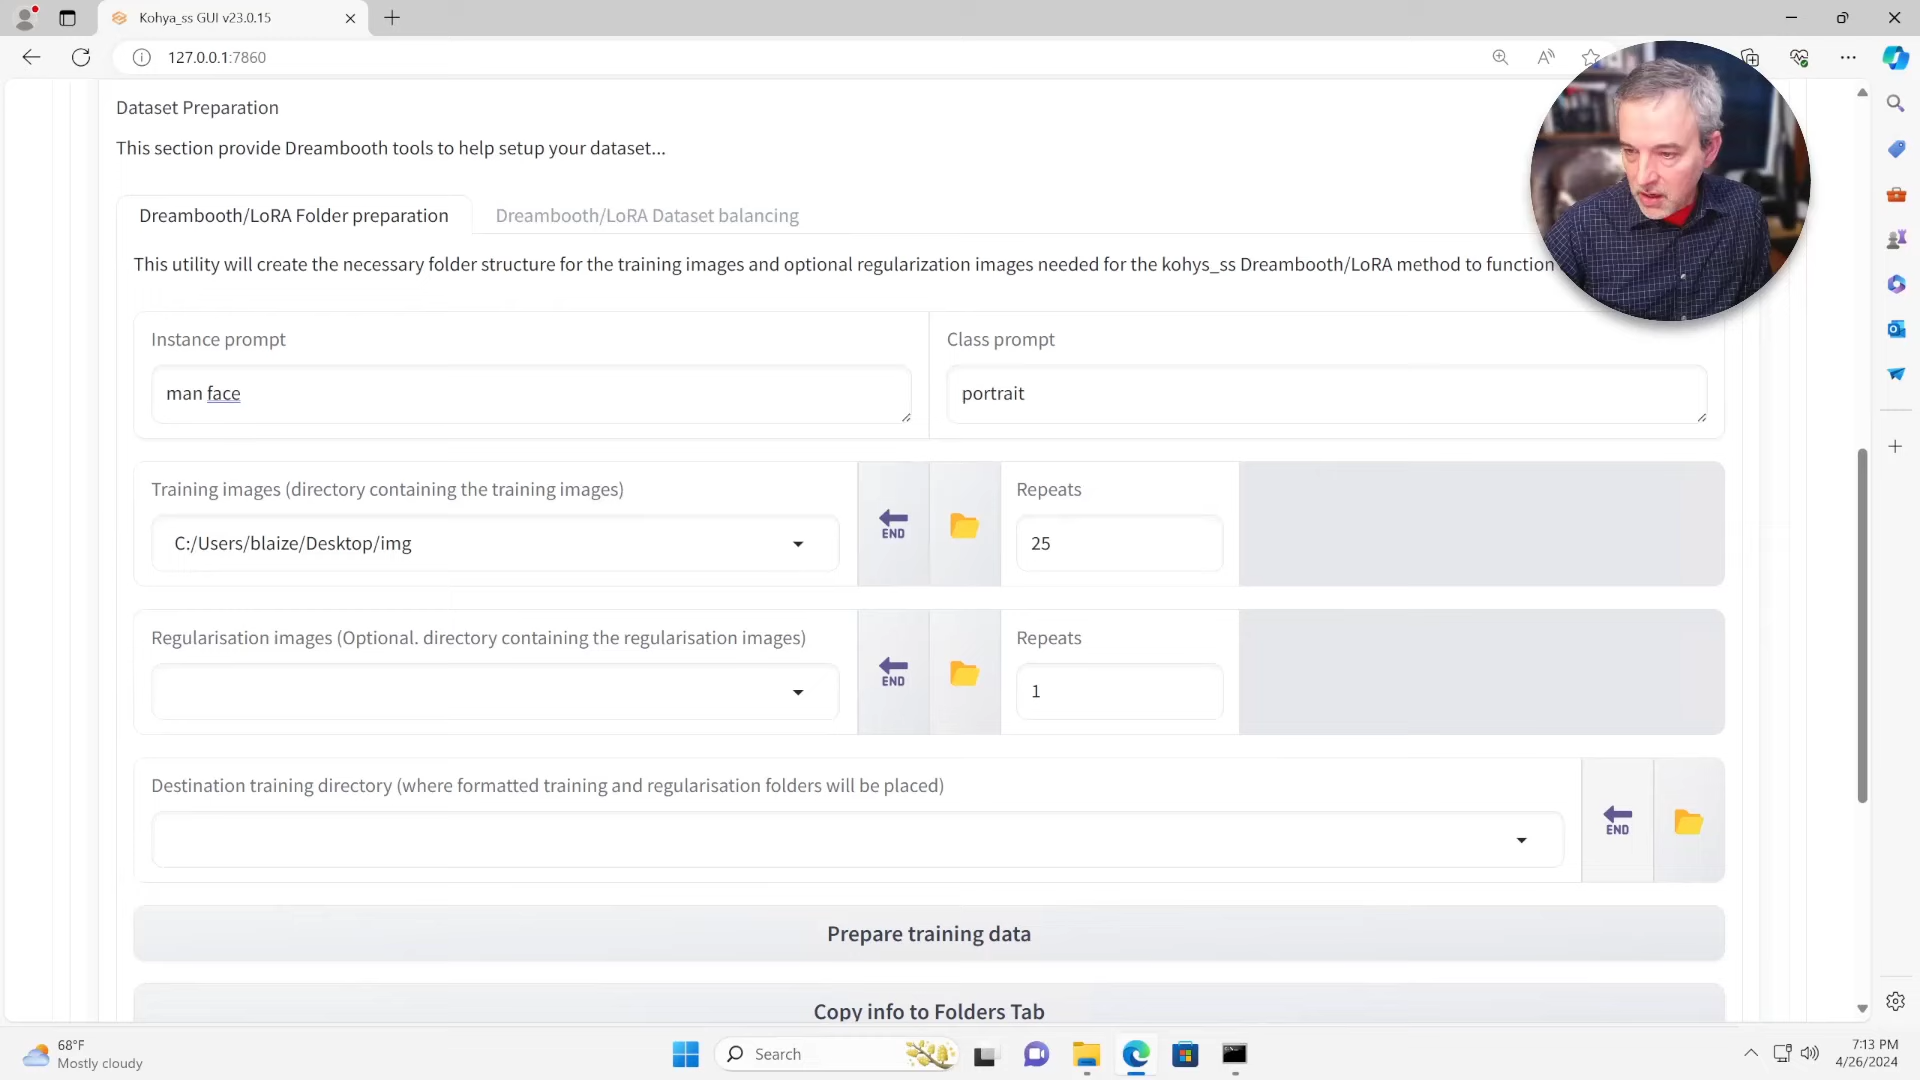 Kohya_ss GUI v23.0.15
127.0.0.1:7860
Dataset Preparation
This section provide Dreambooth tools to help setup your dataset...
Dreambooth/LoRA Folder preparation
Dreambooth/LoRA Dataset balancing
This utility will create the necessary folder structure for the training images and optional regularization images needed for the kohys_ss Dreambooth/LoRA method to function
Instance prompt
Class prompt
man face
portrait
Training images (directory containing the training images)
Repeats
C:/Users/blaize/Desktop/img
END
25
Regularisation images (Optional. directory containing the regularisation images)
Repeats
END
1
Destination training directory (where formatted training and regularisation folders will be placed)
END
Prepare training data
Copy info to Folders Tab
68°F
Mostly cloudy
Search
7:13 PM
4/26/2024